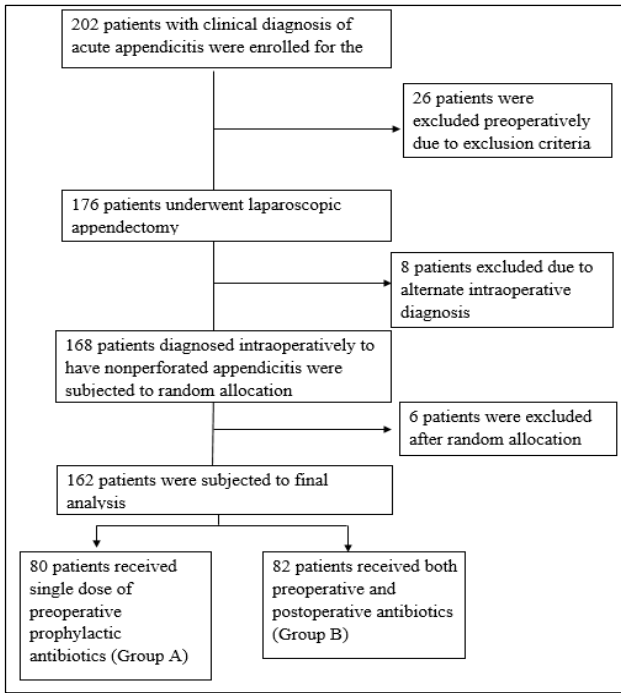 202 patients with clinical diagnosis of
acute appendicitis were enrolled for the
26 patients were
excluded preoperatively
due to exclusion criteria
176 patients underwent laparoscopic
appendectomy
8 patients excluded due to
alternate intraoperative
diagnosis
168 patients diagnosed intraoperatively to
have nonperforated appendicitis were
subjected to random allocation
6 patients were excluded
after random allocation
162 patients were subjected to final
analysis
80 patients received
single dose of
preoperative
prophylactic
antibiotics (Group A)
82 patients received both
preoperative and
postoperative antibiotics
(Group B)